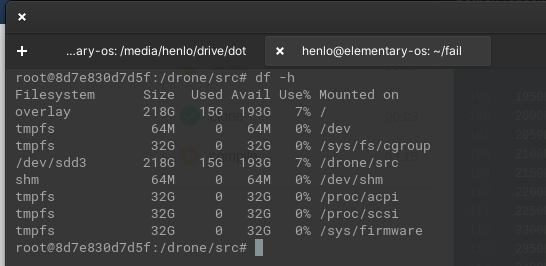 ...ary-os: /media/henlo/drive/dot
henlo@elementary-os: ~/fail
root@8d7e830d7d5f:/drone/src# df -h
Filesystem      Size  Used Avail Use% Mounted on
overlay         218G   15G  193G   7% /
tmpfs            64M     0   64M   0% /dev
tmpfs            32G     0   32G   0% /sys/fs/cgroup
/dev/sdd3       218G   15G  193G   7% /drone/src
shm              64M     0   64M   0% /dev/shm
tmpfs            32G     0   32G   0% /proc/acpi
tmpfs            32G     0   32G   0% /proc/scsi
tmpfs            32G     0   32G   0% /sys/firmware
root@8d7e830d7d5f:/drone/src#